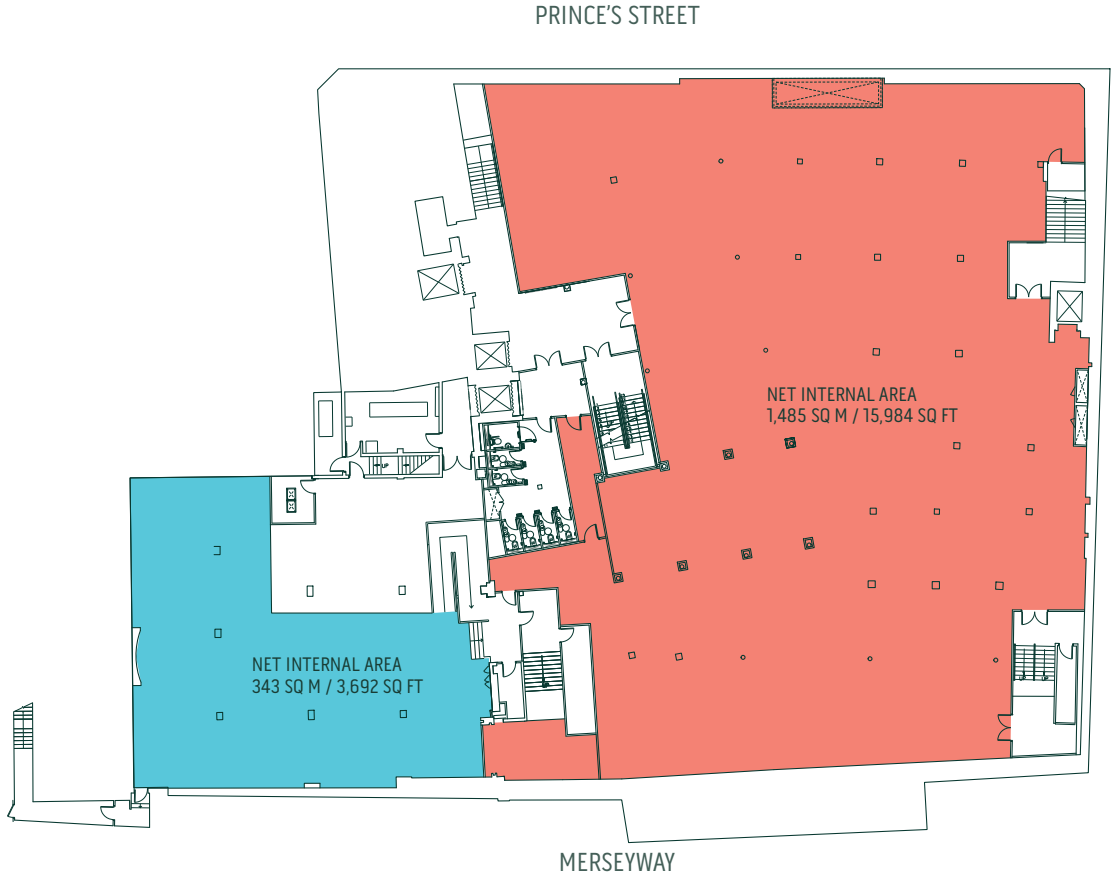 PRINCE'S STREET
NET INTERNAL AREA
1,485 SQ M / 15,984 SQ FT
NET INTERNAL AREA
343 SQ M / 3,692 SQ FT
MERSEYWAY